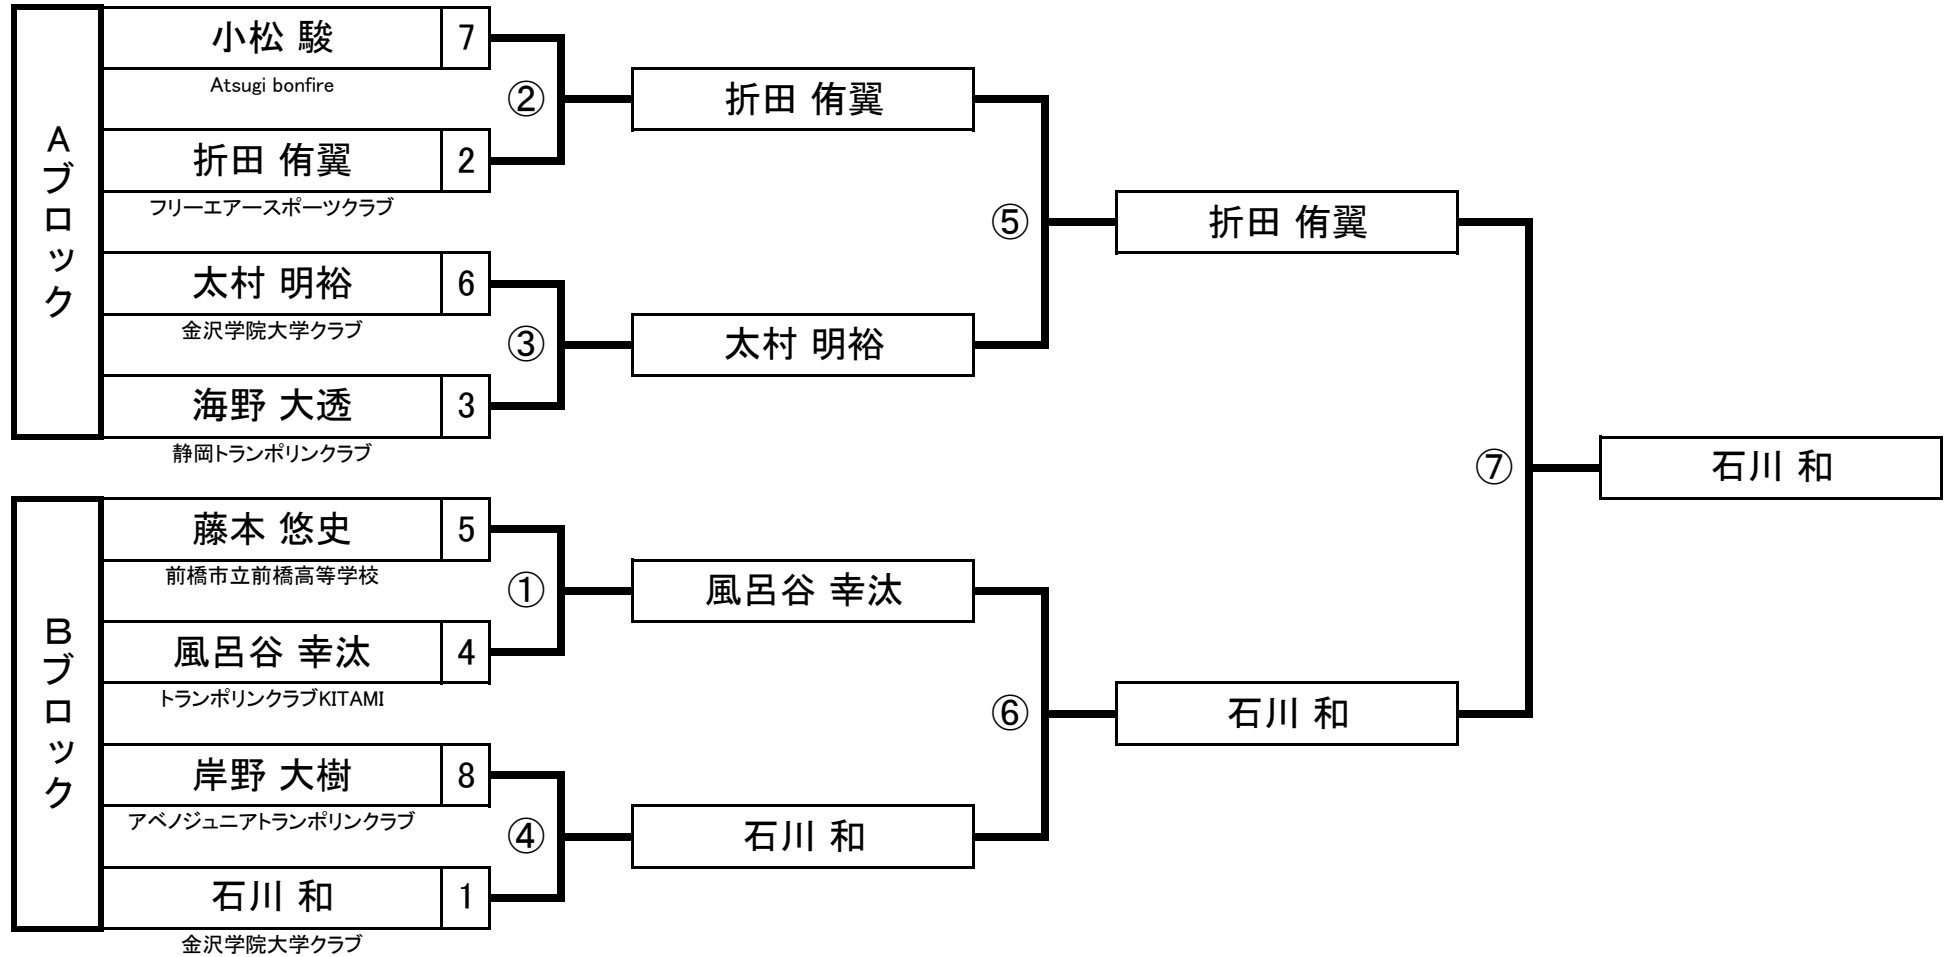 Aブロック
小松 駿 7
Atsugi bonfire
②
折田 侑翼
折田 侑翼 2
フリーエアースポーツクラブ
⑤
折田 侑翼
太村 明裕 6
金沢学院大学クラブ
③
太村 明裕
海野 大透 3
静岡トランポリンクラブ
⑦
石川 和
Bブロック
藤本 悠史 5
前橋市立前橋高等学校
①
風呂谷 幸汰
風呂谷 幸汰 4
トランポリンクラブKITAMI
⑥
石川 和
岸野 大樹 8
アベノジュニアトランポリンクラブ
④
石川 和
石川 和 1
金沢学院大学クラブ